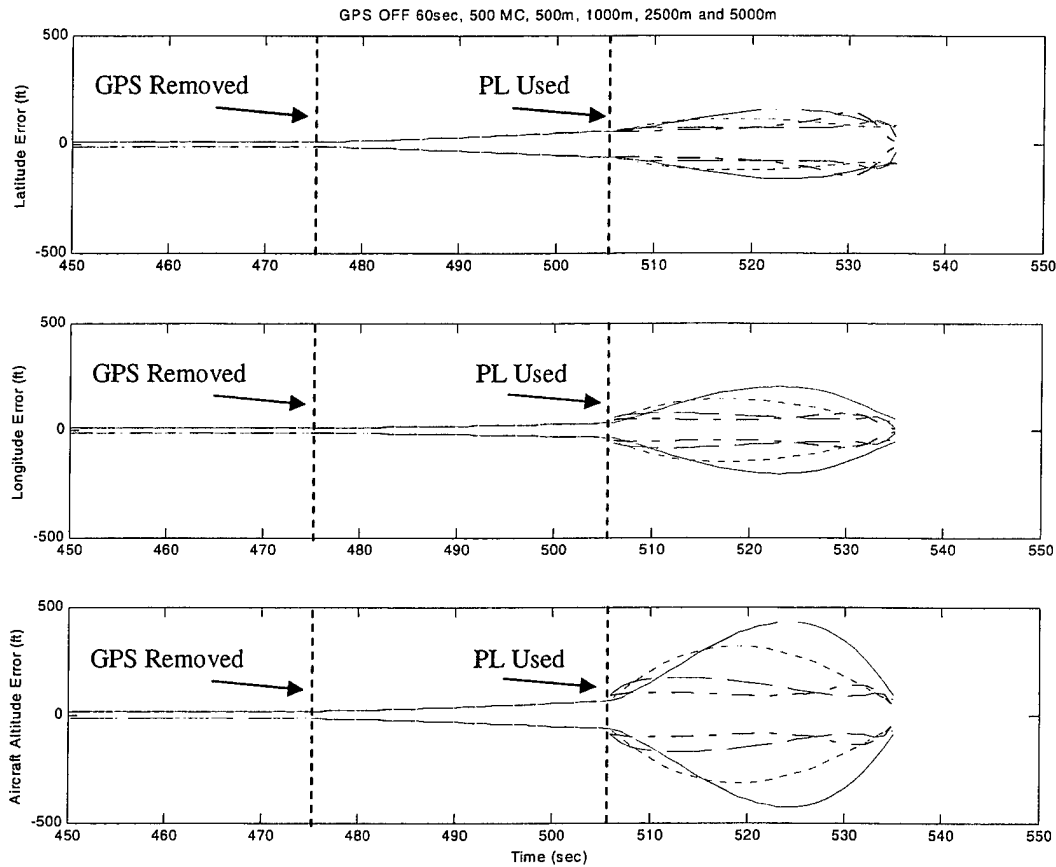 GPS OFF 60sec, 500 MC, 500m, 1000m, 2500m and 5000m
500
GPS Removed
PL Used
0
Latitude Error (ft)
-500
450 460 470 480 490 500 510 520 530 540 550
500
GPS Removed
PL Used
0
Longitude Error (ft)
-500
450 460 470 480 490 500 510 520 530 540 550
500
GPS Removed
PL Used
0
Aircraft Altitude Error (ft)
-500
450 460 470 480 490 500 510 520 530 540 550
Time (sec)